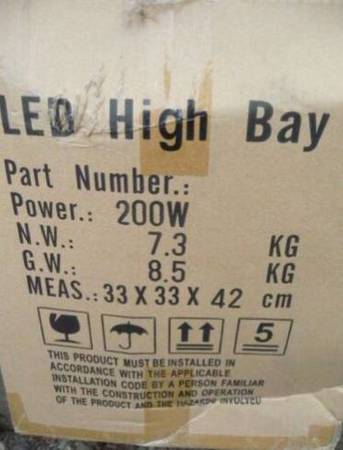 LED High Bay
Part Number.:
Power.: 200W
N.W.: 7.3 KG
G.W.: 8.5 KG
MEAS.: 33 X 33 X 42 cm
5
THIS PRODUCT MUST BE INSTALLED IN
ACCORDANCE WITH THE APPLICABLE
INSTALLATION CODE BY A PERSON FAMILIAR
WITH THE CONSTRUCTION AND OPERATION
OF THE PRODUCT AND THE HAZARDS INVOLVED